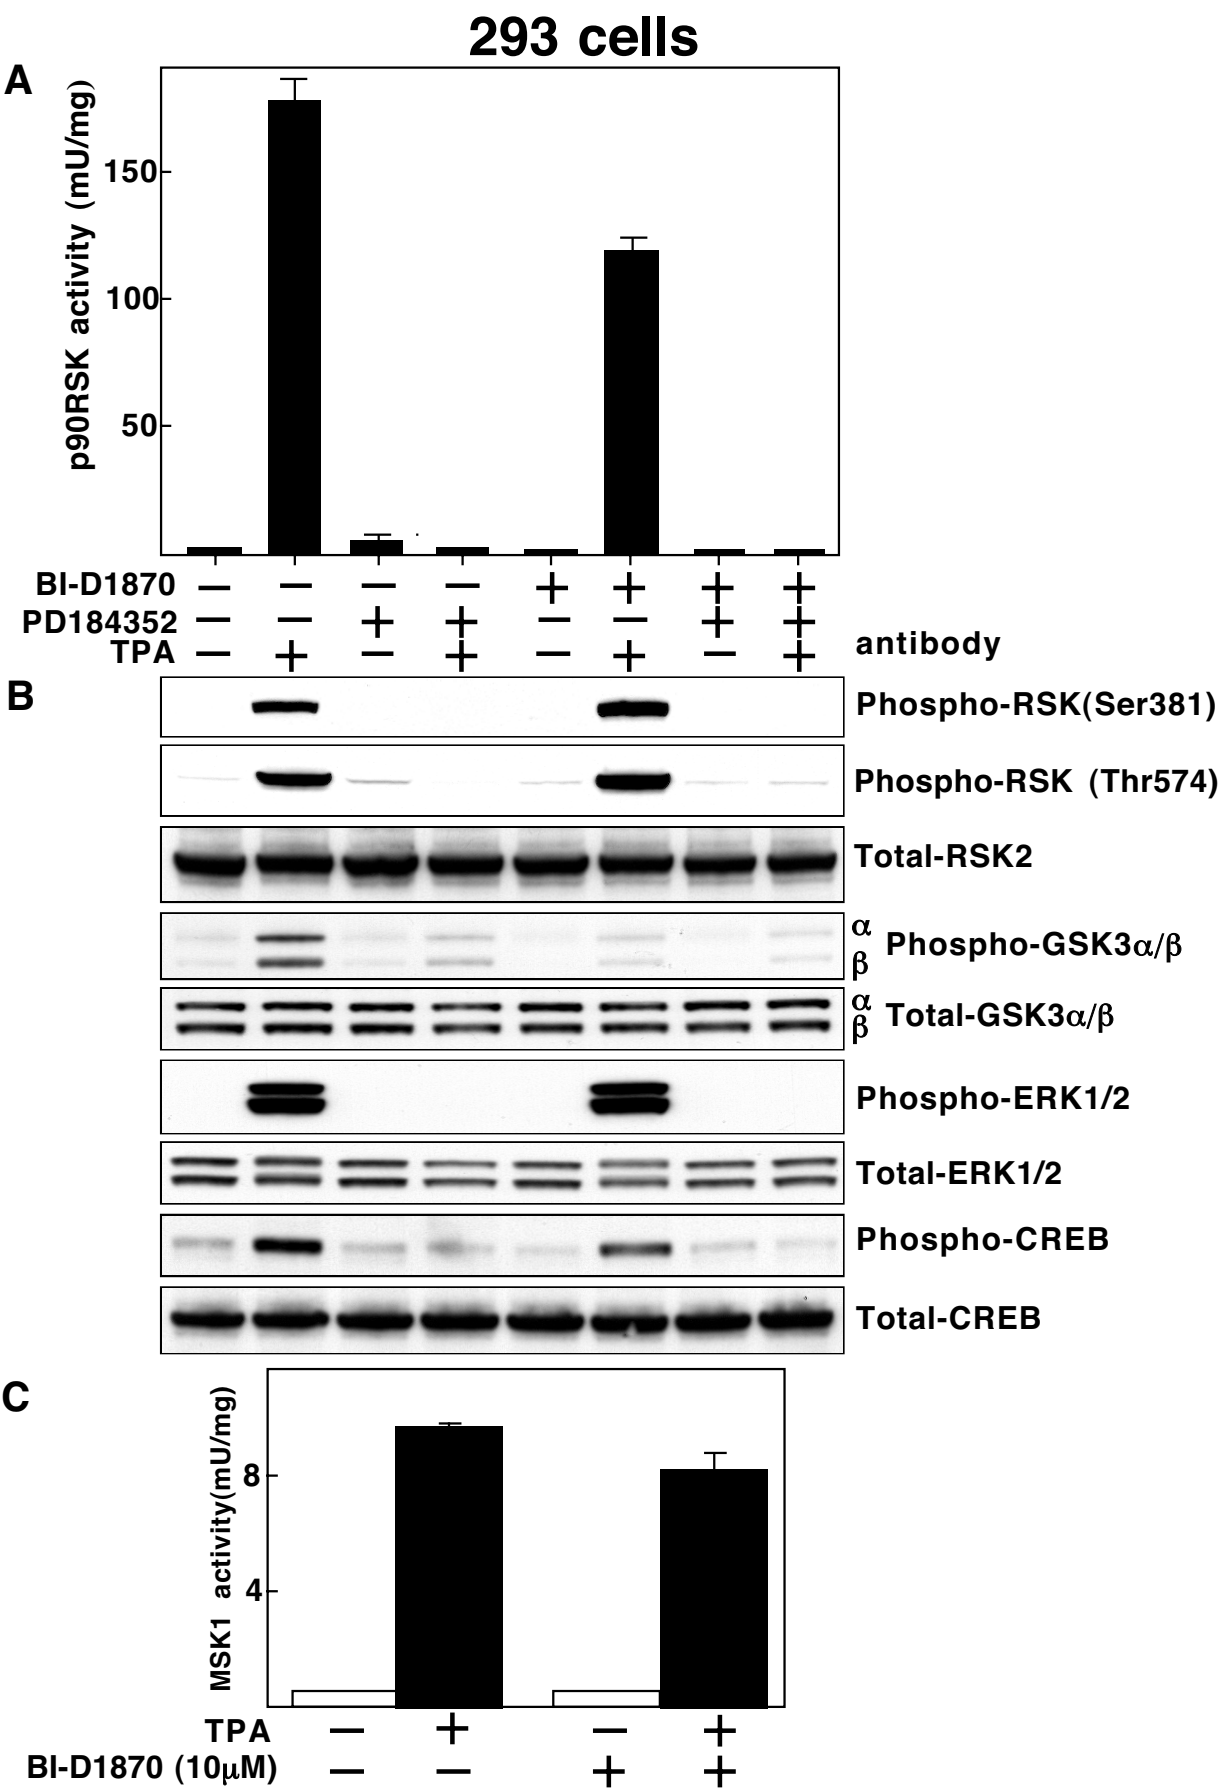 293 cells
A
p90RSK activity (mU/mg)
150
100
50
BI-D1870 — — — — + + + +
PD184352 — — + + — — + +
TPA — + — + — + — +
antibody
B
Phospho-RSK(Ser381)
Phospho-RSK (Thr574)
Total-RSK2
α
β
Phospho-GSK3α/β
α
β
Total-GSK3α/β
Phospho-ERK1/2
Total-ERK1/2
Phospho-CREB
Total-CREB
C
MSK1 activity(mU/mg)
8
4
TPA — + — +
BI-D1870 (10μM) — — + +